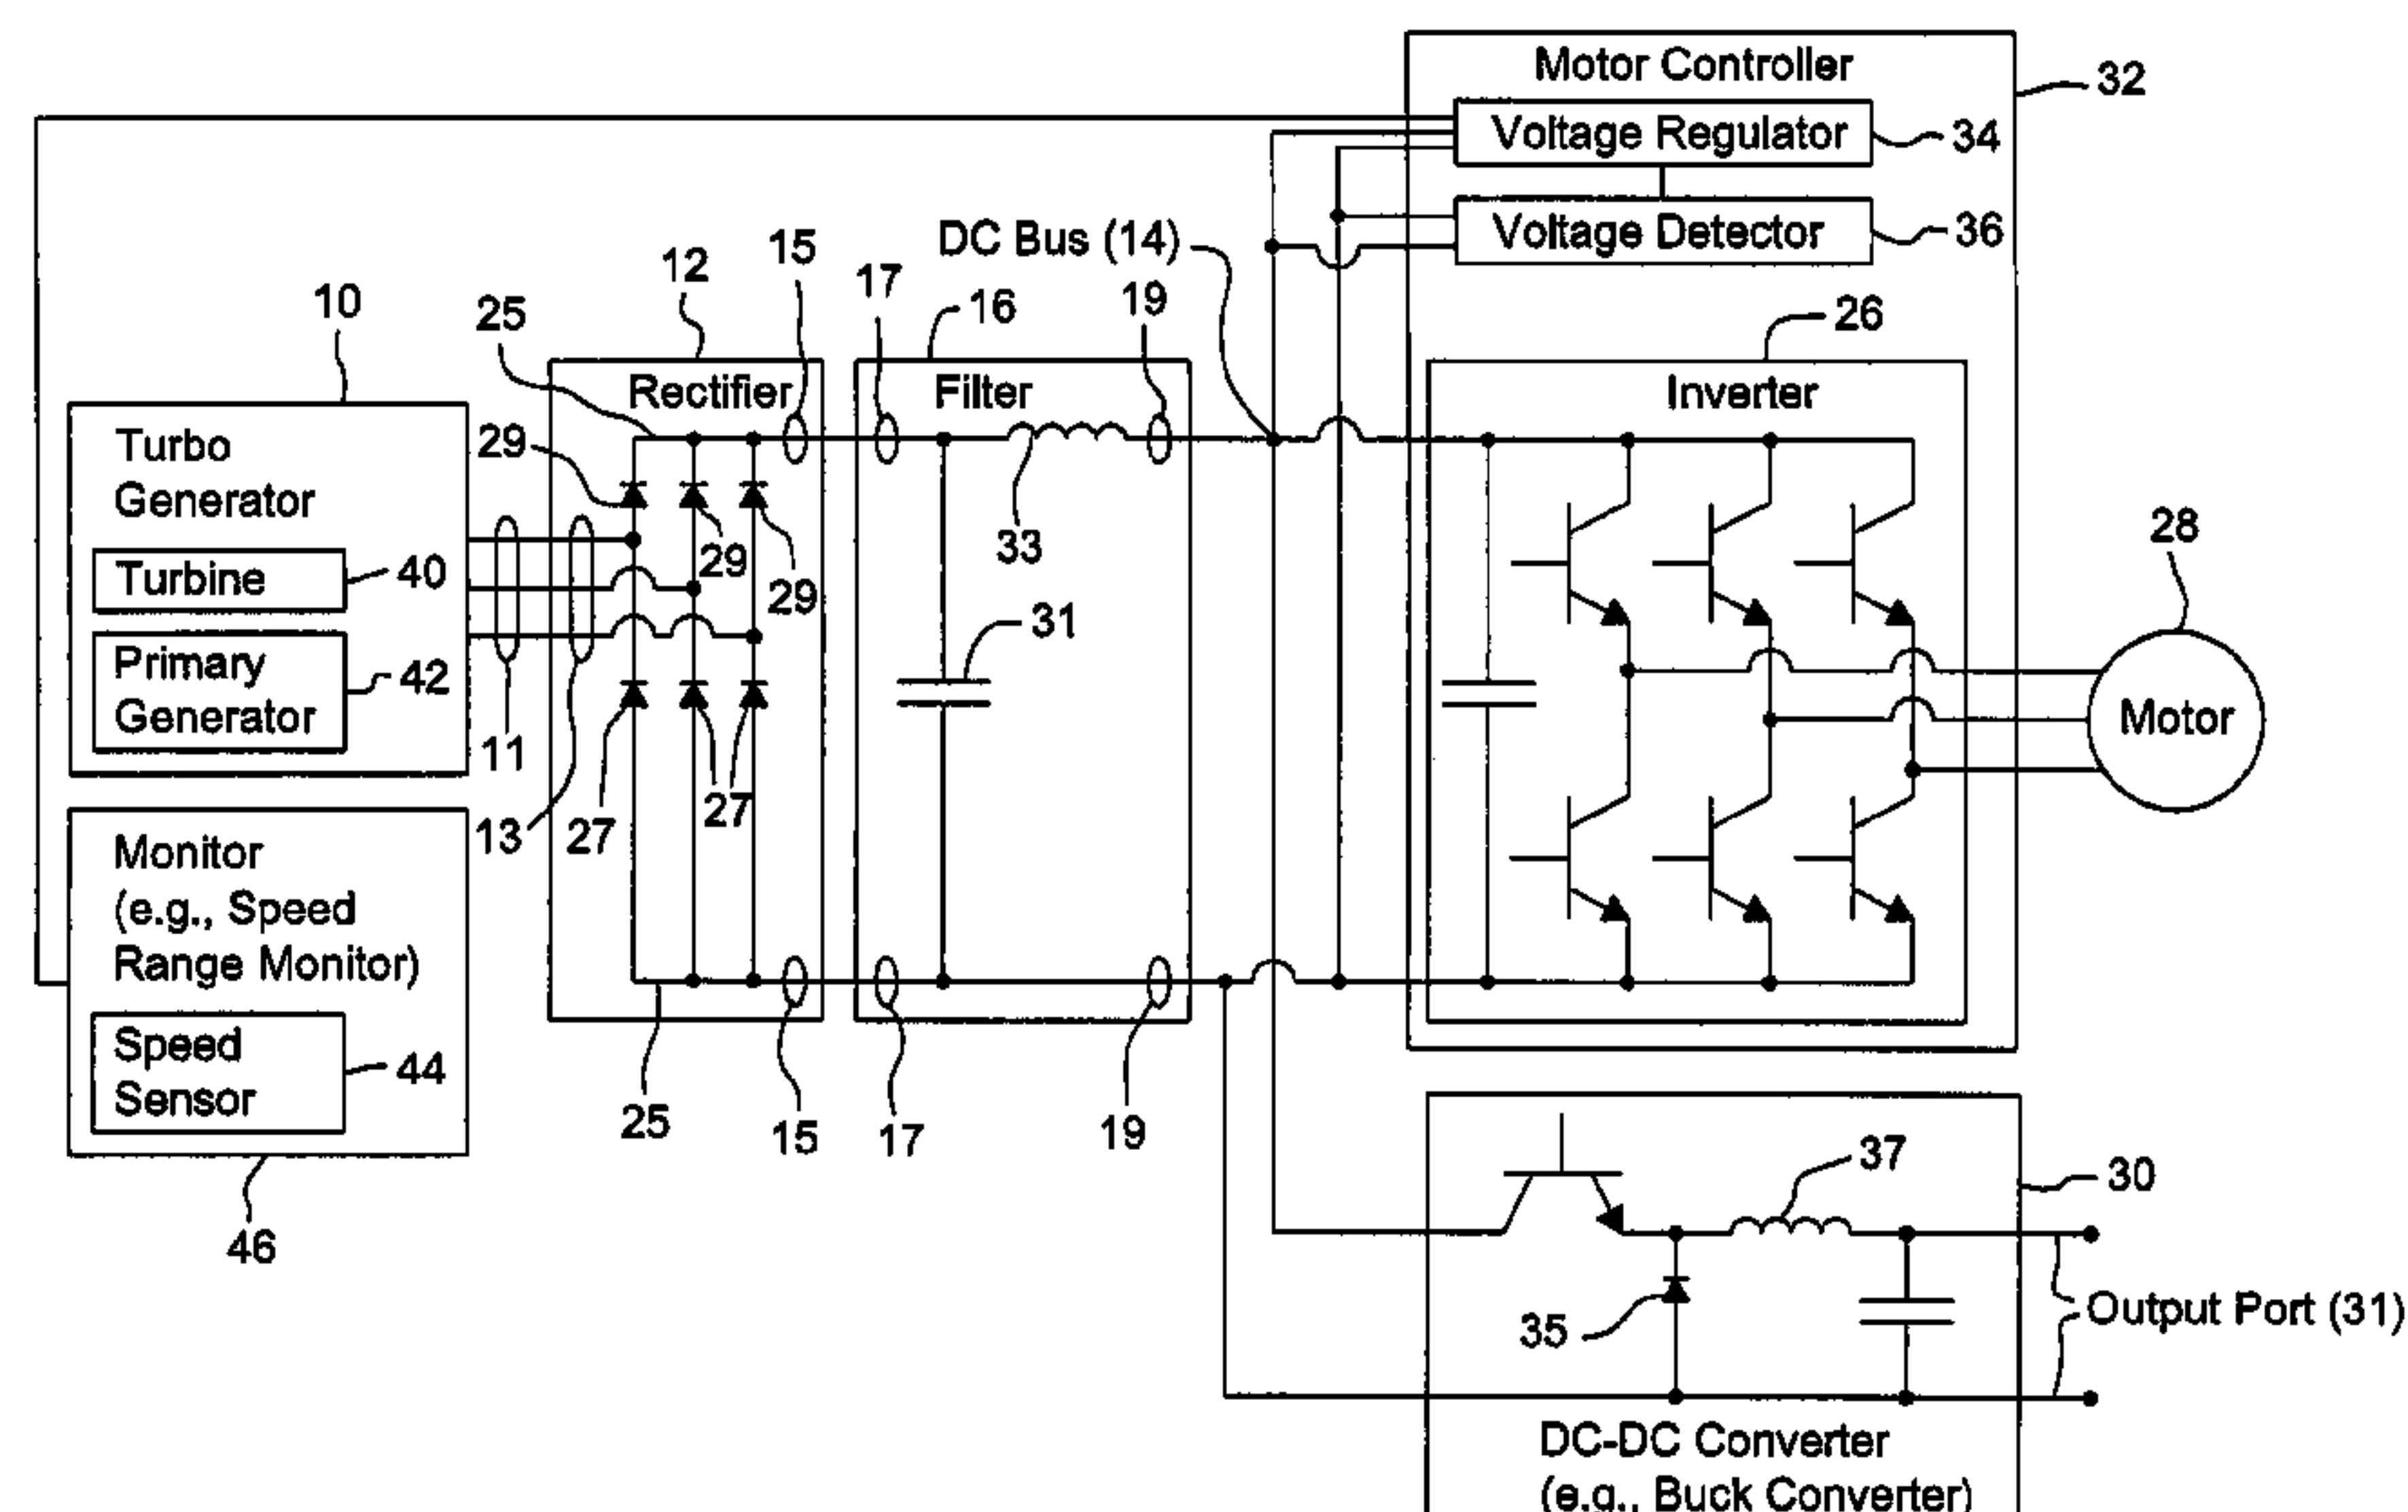 Motor Controller
32
Voltage Regulator
34
Voltage Detector
36
DC Bus (14)
15
12
17
19
16
10
25
26
Rectifier
Filter
Inverter
Turbo
Generator
29
33
28
29
29
Turbine
40
31
Primary
Generator
42
11
Motor
27
27
13
Monitor
(e.g., Speed
Range Monitor)
Speed
Sensor
44
25
15
17
19
37
30
46
35
Output Port (31)
DC-DC Converter
(e.g., Buck Converter)